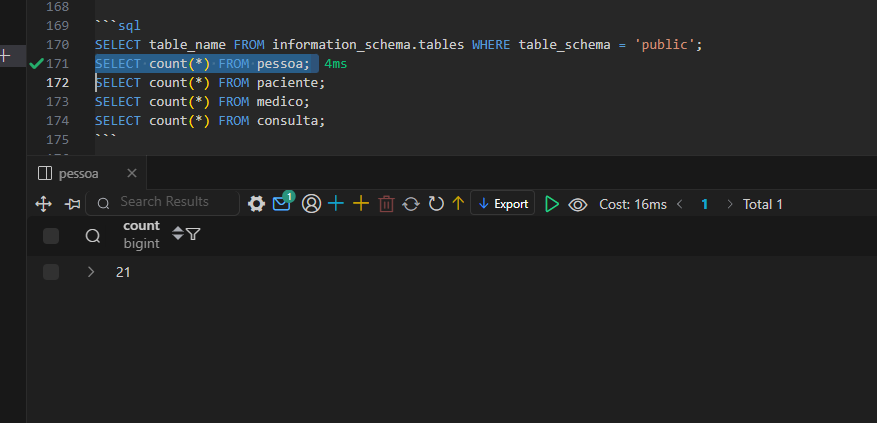 168
169 ```sql
170 SELECT table_name FROM information_schema.tables WHERE table_schema = 'public';
171 SELECT count(*) FROM pessoa; 4ms
172 SELECT count(*) FROM paciente;
173 SELECT count(*) FROM medico;
174 SELECT count(*) FROM consulta;
175 ```
pessoa
Search Results 1 Export Cost: 16ms 1 Total 1
count
bigint
21